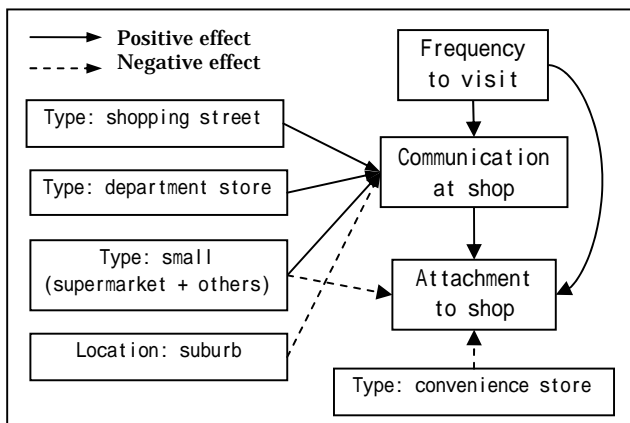 Positive effect
Negative effect
Frequency
to visit
Type: shopping street
Communication
at shop
Type: department store
Type: small
(supermarket + others)
Attachment
to shop
Location: suburb
Type: convenience store